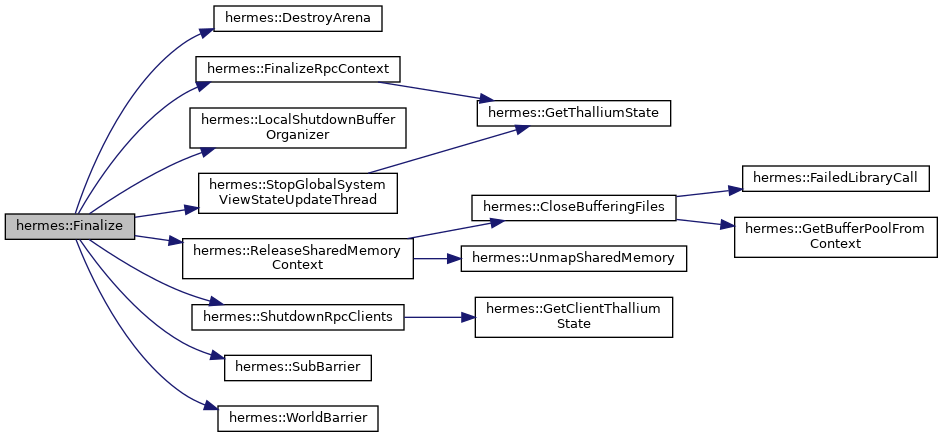 hermes::Finalize
hermes::DestroyArena
hermes::FinalizeRpcContext
hermes::LocalShutdownBuffer
Organizer
hermes::StopGlobalSystem
ViewStateUpdateThread
hermes::ReleaseSharedMemory
Context
hermes::ShutdownRpcClients
hermes::SubBarrier
hermes::WorldBarrier
hermes::GetThalliumState
hermes::CloseBufferingFiles
hermes::UnmapSharedMemory
hermes::GetClientThallium
State
hermes::FailedLibraryCall
hermes::GetBufferPoolFrom
Context